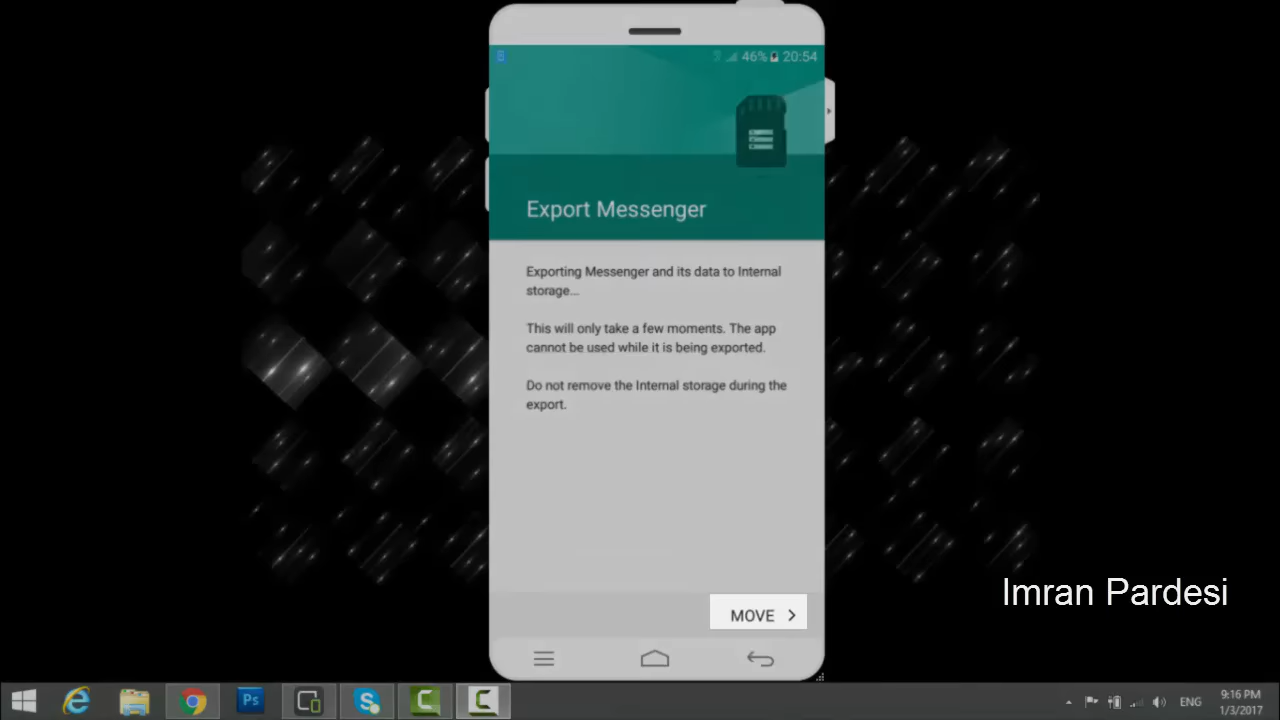 46% 20:54
Export Messenger
Exporting Messenger and its data to Internal
storage...
This will only take a few moments. The app
cannot be used while it is being exported.
Do not remove the Internal storage during the
export.
MOVE
Imran Pardesi
Ps
ENG
9:16 PM
1/3/2017